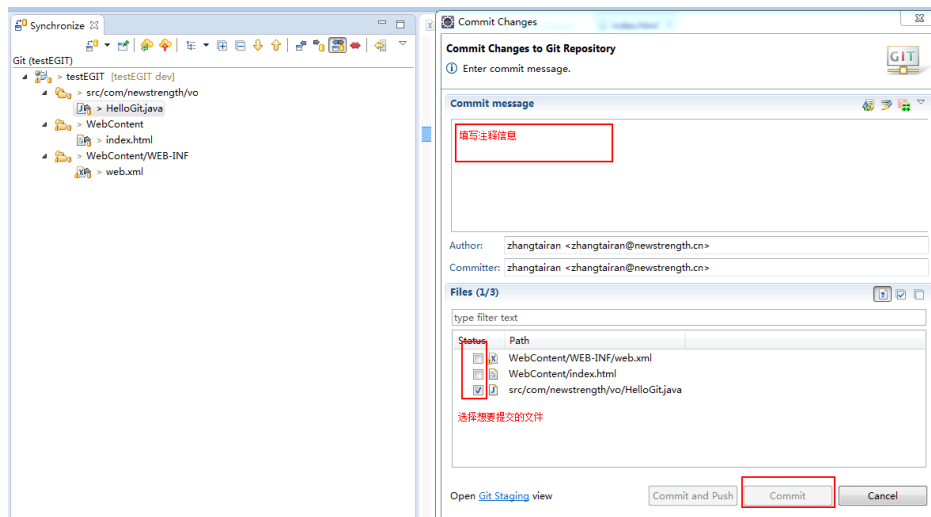 Synchronize
Git (testEGIT)
> testEGIT [testEGIT dev]
> src/com/newstrength/vo
> HelloGit.java
> WebContent
> index.html
> WebContent/WEB-INF
> web.xml
Commit Changes
Commit Changes to Git Repository
Enter commit message.
GIT
Commit message
填写注释信息
Author: zhangtairan <zhangtairan@newstrength.cn>
Committer: zhangtairan <zhangtairan@newstrength.cn>
Files (1/3)
type filter text
Status Path
WebContent/WEB-INF/web.xml
WebContent/index.html
src/com/newstrength/vo/HelloGit.java
选择想要提交的文件
Open Git Staging view
Commit and Push Commit Cancel